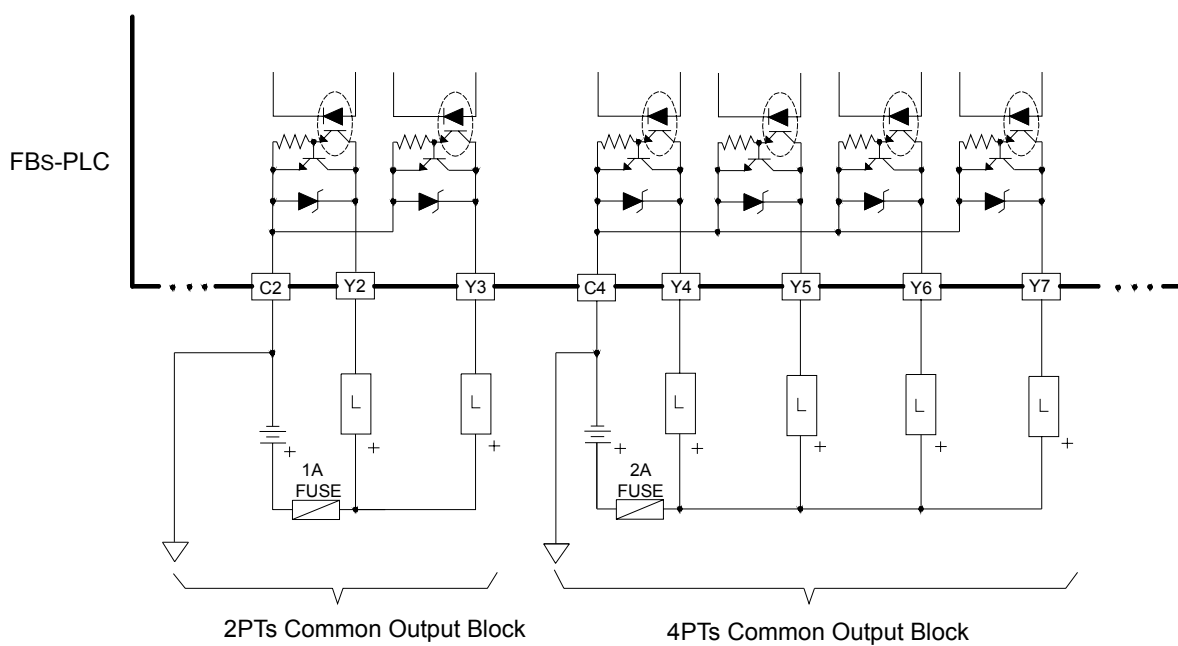 FBs-PLC
C2
Y2
Y3
C4
Y4
Y5
Y6
Y7
L
L
L
L
L
L
+
+
+
+
+
+
+
+
1A
FUSE
2A
FUSE
2PTs Common Output Block
4PTs Common Output Block